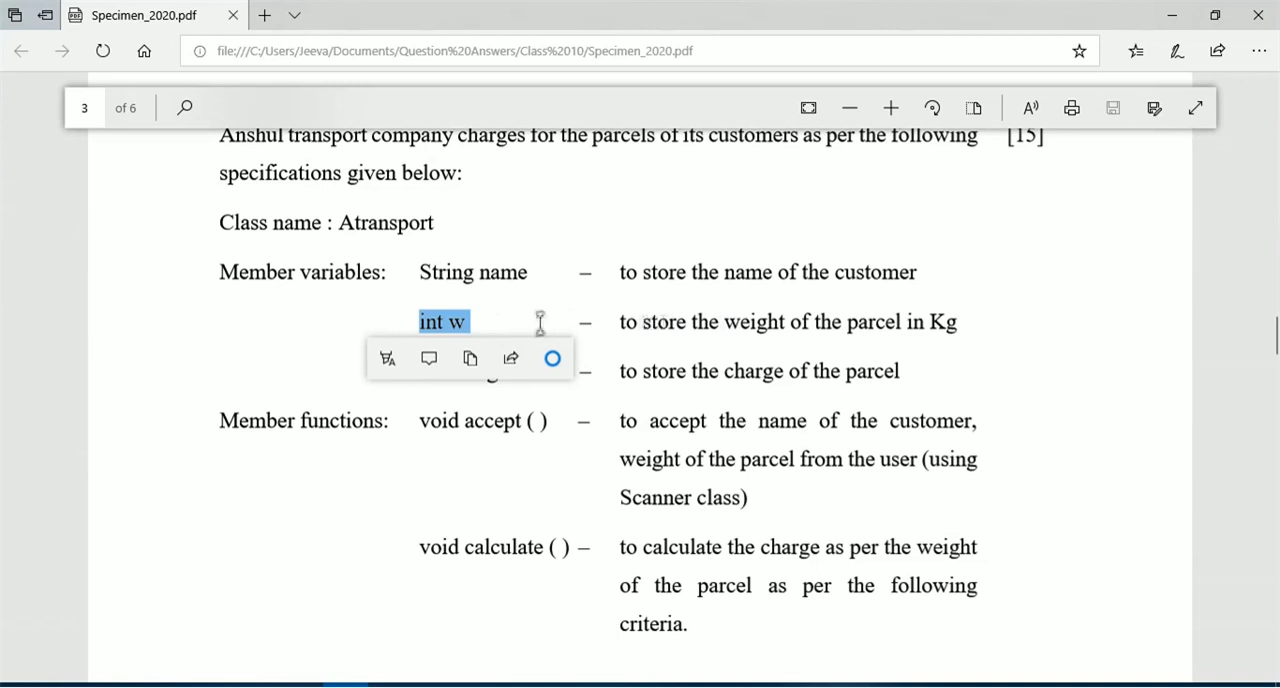 Specimen_2020.pdf
file:///C:/Users/Jeeva/Documents/Question%20Answers/Class%2010/Specimen_2020.pdf
3 of 6
Anshul transport company charges for the parcels of its customers as per the following [15]
specifications given below:
Class name : Atransport
Member variables: String name – to store the name of the customer
int w – to store the weight of the parcel in Kg
– to store the charge of the parcel
Member functions: void accept ( ) – to accept the name of the customer,
weight of the parcel from the user (using
Scanner class)
void calculate ( ) – to calculate the charge as per the weight
of the parcel as per the following
criteria.